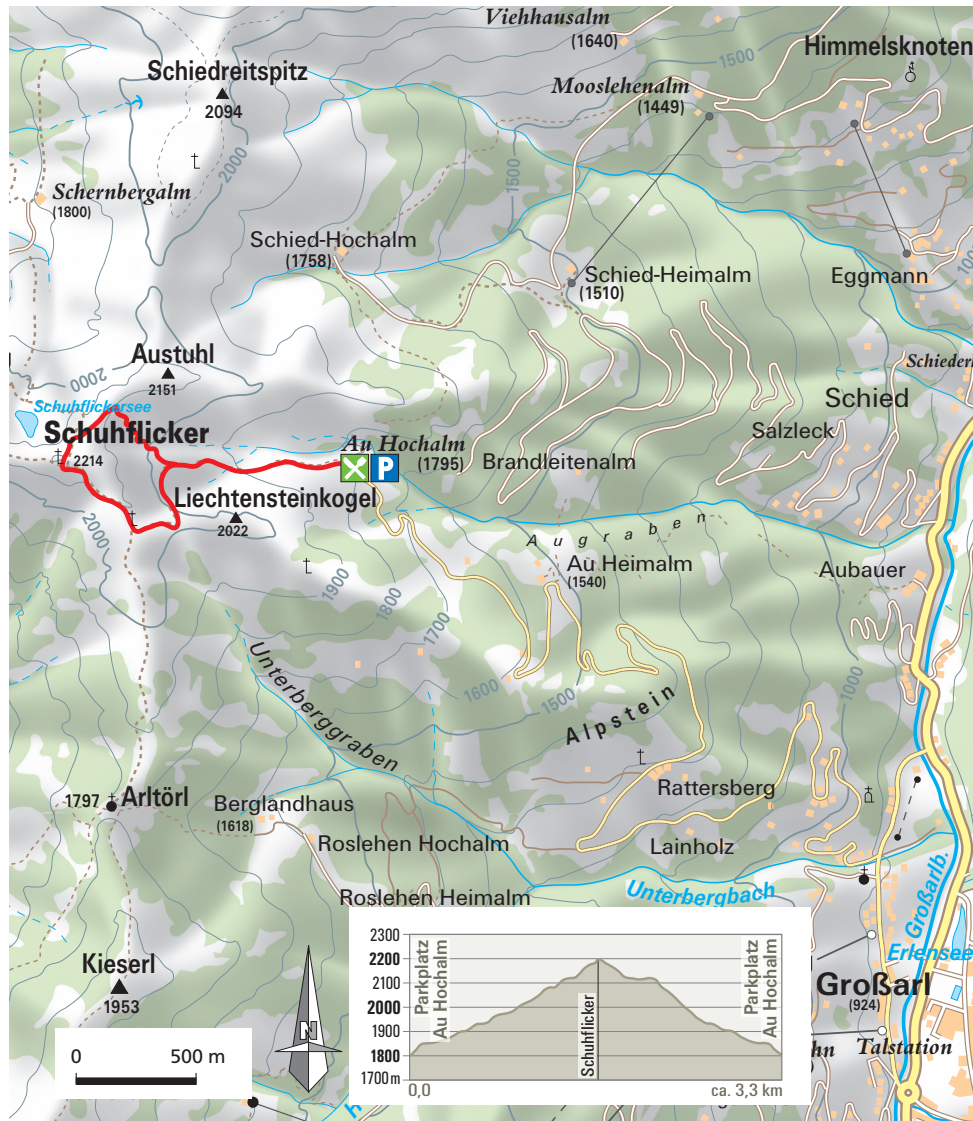 Viehhausalm
(1640)
Himmelsknoten
1500
Schiedreitspitz
2094
Mooslehenalm
(1449)
2000
1500
Schernbergalm
(1800)
Schied-Hochalm
(1758)
Schied-Heimalm
(1510)
Eggmann
Austuhl
2151
2000
Schuhflickersee
Schuhflicker
2214
Au Hochalm
(1795)
P
Schied
Salzleck
Brandleitenalm
Liechtensteinkogel
2022
2000
Augraben
Au Heimalm
(1540)
Aubauer
1900
1800
1700
1600
1500
1000
Unterberggraben
Alpstein
Rattersberg
1797
Arltörl
Berglandhaus
(1618)
Roslehen Hochalm
Lainholz
Roslehen Heimalm
Unterbergbach
Großarlb.
Erlensee
Kieserl
1953
Großarl
(924)
Talstation
0
500 m
N
2300
2200
2100
2000
1900
1800
1700 m
Parkplatz
Au Hochalm
Schuhflicker
Parkplatz
Au Hochalm
0,0
ca. 3,3 km